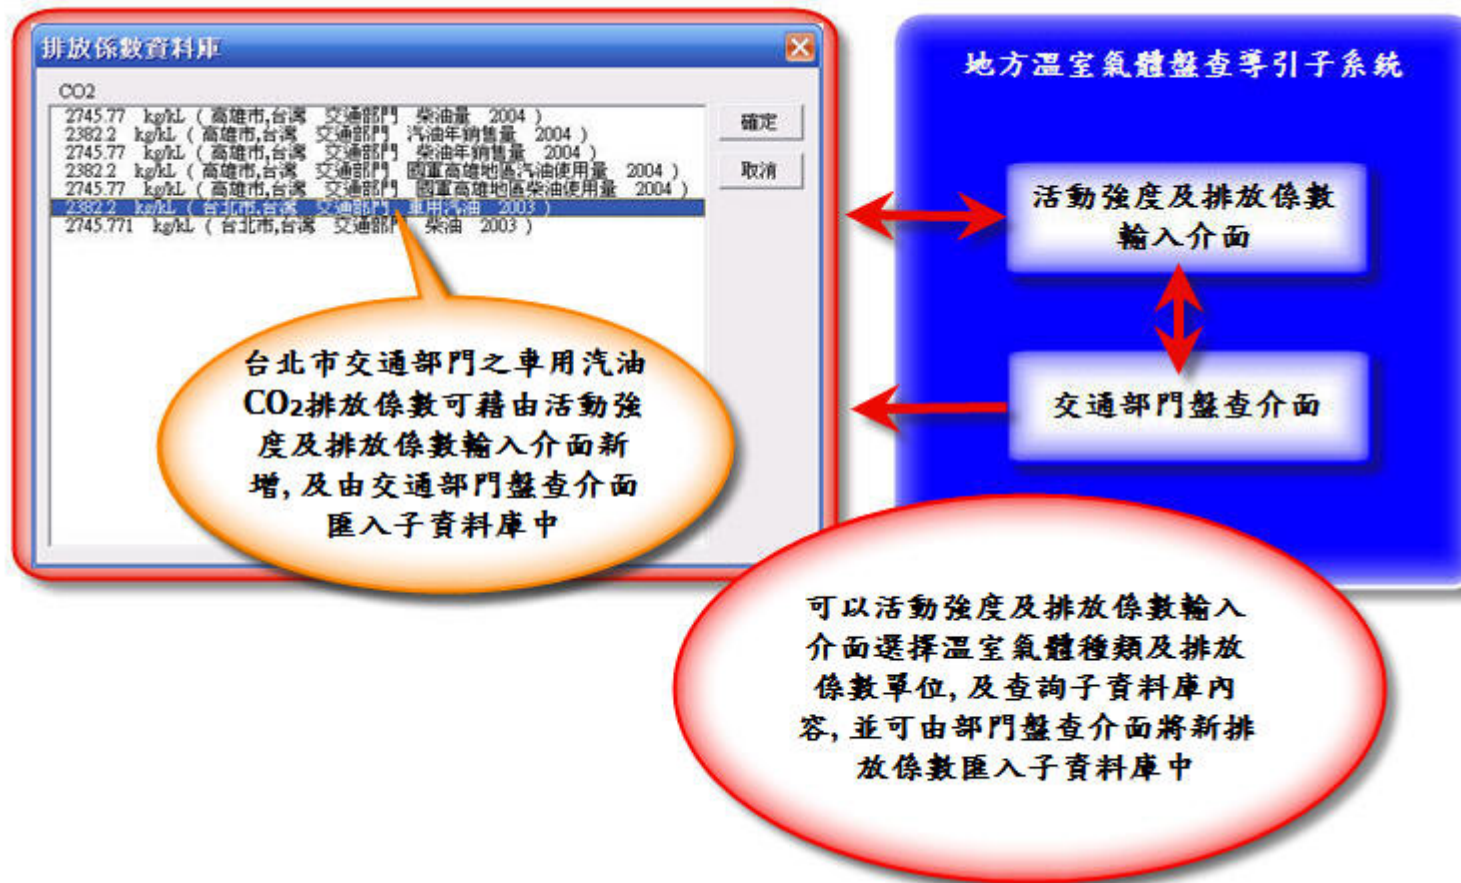 排放係數資料庫
CO2
2745.77 kg/kL ( 高雄市,台灣 交通部門 柴油量 2004 )
2382.2 kg/kL ( 高雄市,台灣 交通部門 汽油年銷售量 2004 )
2745.77 kg/kL ( 高雄市,台灣 交通部門 柴油年銷售量 2004 )
2382.2 kg/kL ( 高雄市,台灣 交通部門 國軍高雄地區汽油使用量 2004 )
2745.77 kg/kL ( 高雄市,台灣 交通部門 國軍高雄地區柴油使用量 2004 )
2382.2 kg/kL ( 台北市,台灣 交通部門 車用汽油 2003 )
2745.771 kg/kL ( 台北市,台灣 交通部門 柴油 2003 )
確定
取消
台北市交通部門之車用汽油
CO2排放係數可藉由活動強
度及排放係數輸入介面新
增, 及由交通部門盤查介面
匯入子資料庫中
地方溫室氣體盤查導引子系統
活動強度及排放係數
輸入介面
交通部門盤查介面
可以活動強度及排放係數輸入
介面選擇溫室氣體種類及排放
係數單位, 及查詢子資料庫內
容, 並可由部門盤查介面將新排
放係數匯入子資料庫中